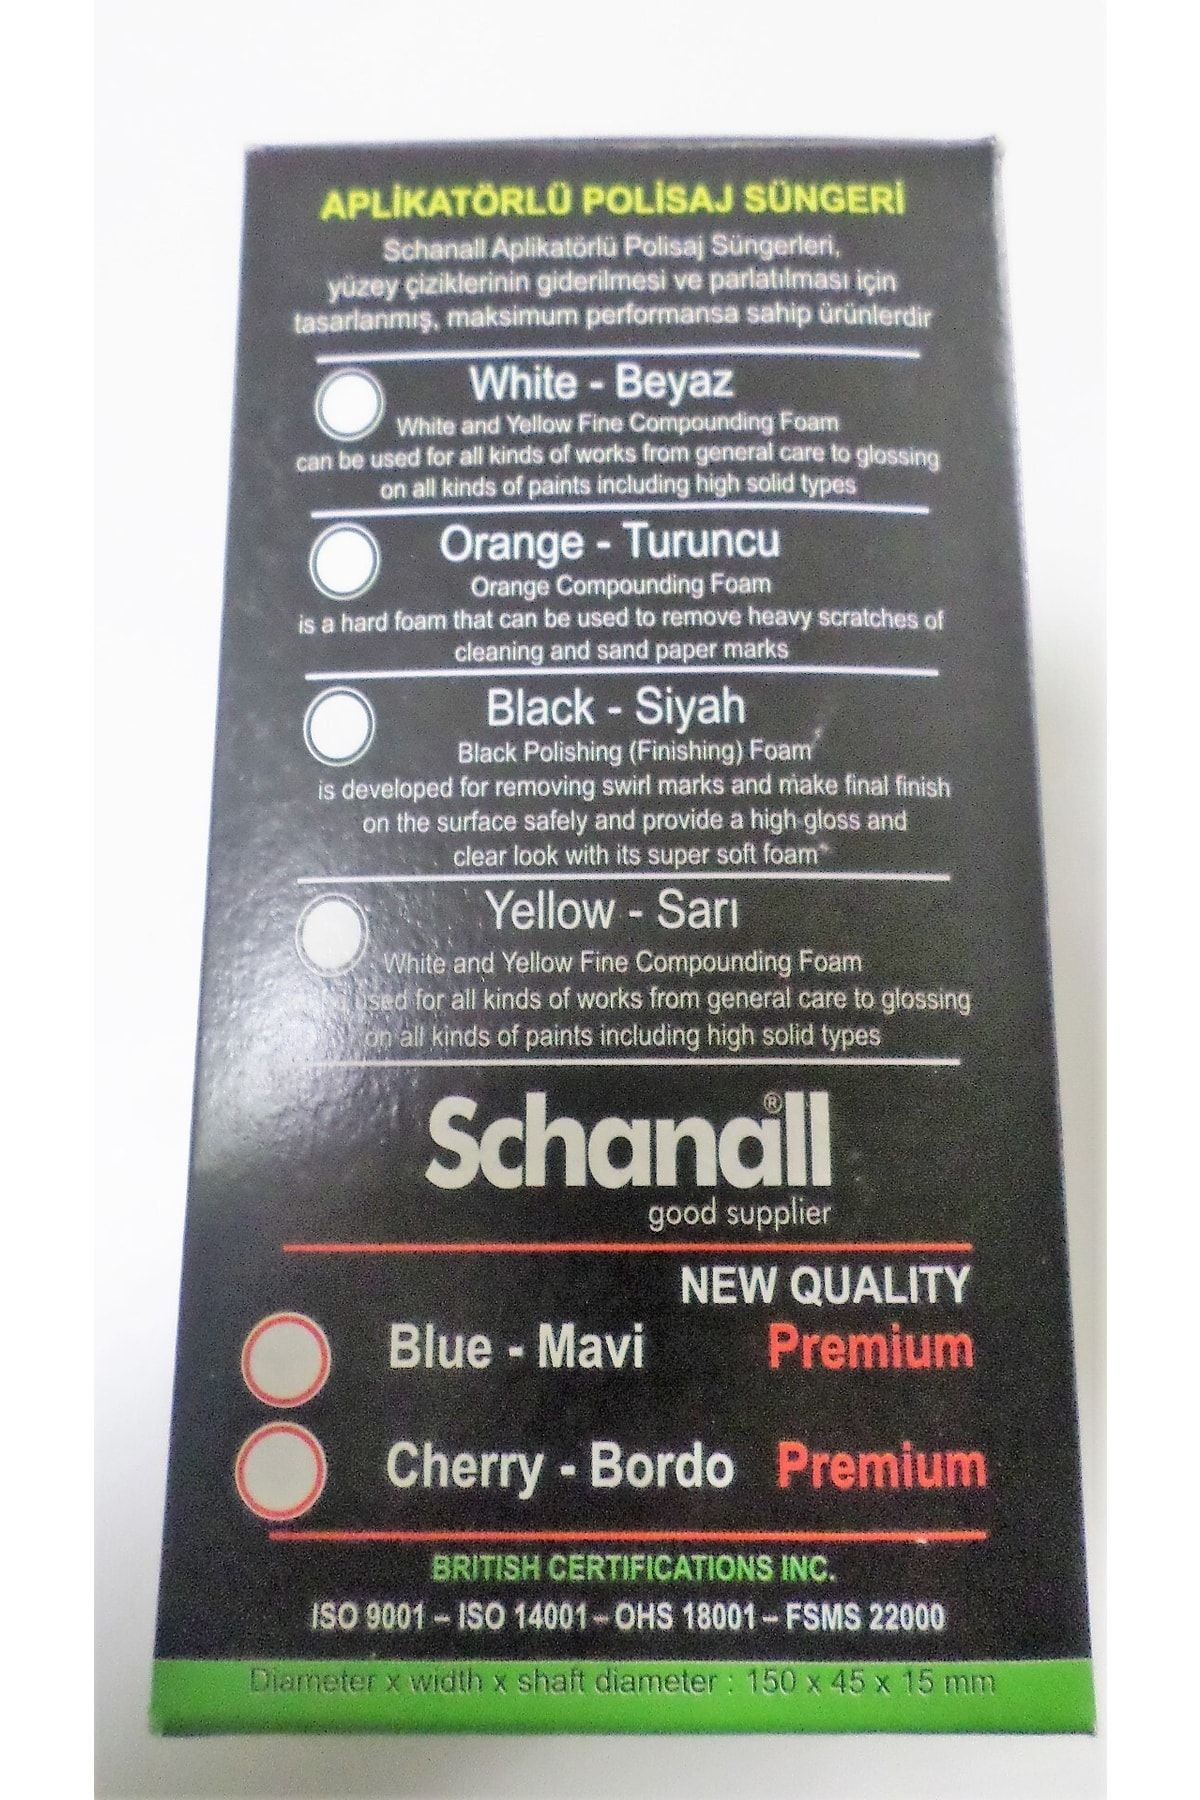 APLİKATÖRLÜ POLİSAJ SÜNGERİ
Schanall Aplikatörlü Polisaj Süngerleri,
yüzey çiziklerinin giderilmesi ve parlatılması için
tasarlanmış, maksimum performansa sahip ürünlerdir
White - Beyaz
White and Yellow Fine Compounding Foam
can be used for all kinds of works from general care to glossing
on all kinds of paints including high solid types
Orange - Turuncu
Orange Compounding Foam
is a hard foam that can be used to remove heavy scratches of
cleaning and sand paper marks
Black - Siyah
Black Polishing (Finishing) Foam
is developed for removing swirl marks and make final finish
on the surface safely and provide a high gloss and
clear look with its super soft foam
Yellow - Sarı
White and Yellow Fine Compounding Foam
used for all kinds of works from general care to glossing
on all kinds of paints including high solid types
Schanall®
good supplier
NEW QUALITY
Blue - Mavi Premium
Cherry - Bordo Premium
BRITISH CERTIFICATIONS INC.
ISO 9001 – ISO 14001 – OHS 18001 – FSMS 22000
Diameter x width x shaft diameter : 150 x 45 x 15 mm